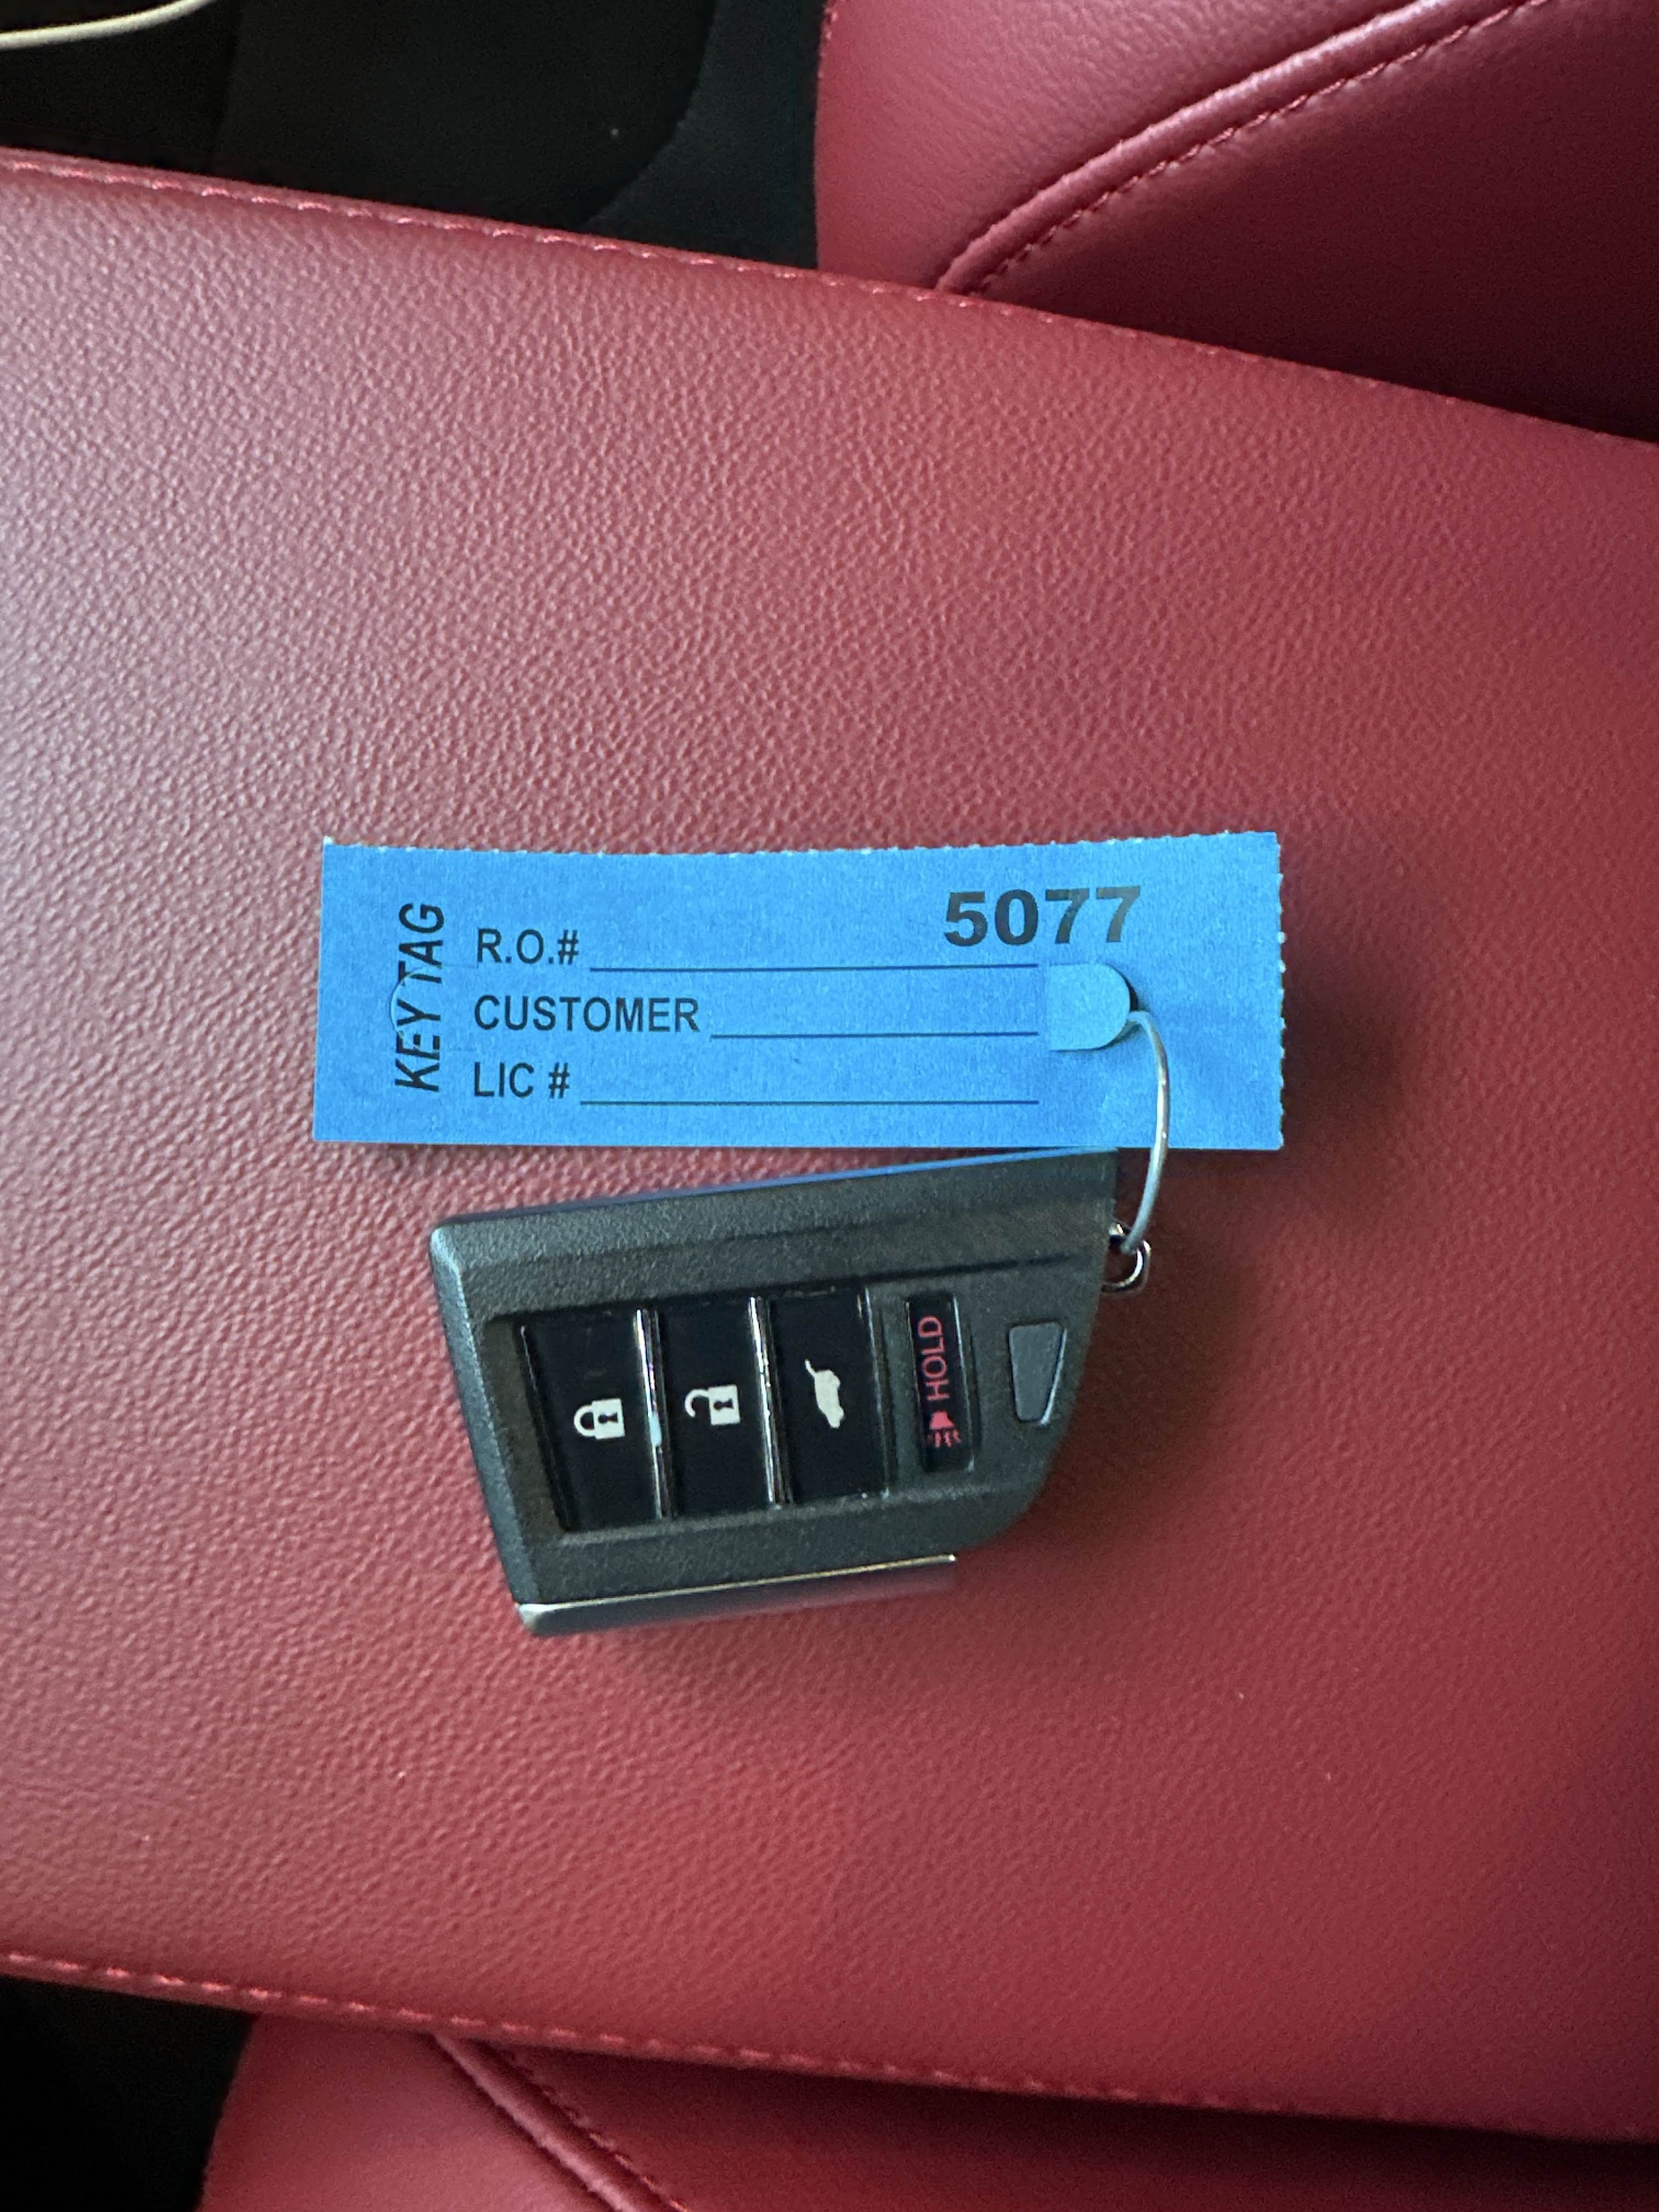 KEY TAG
5077
R.O.#
CUSTOMER
LIC #
HOLD